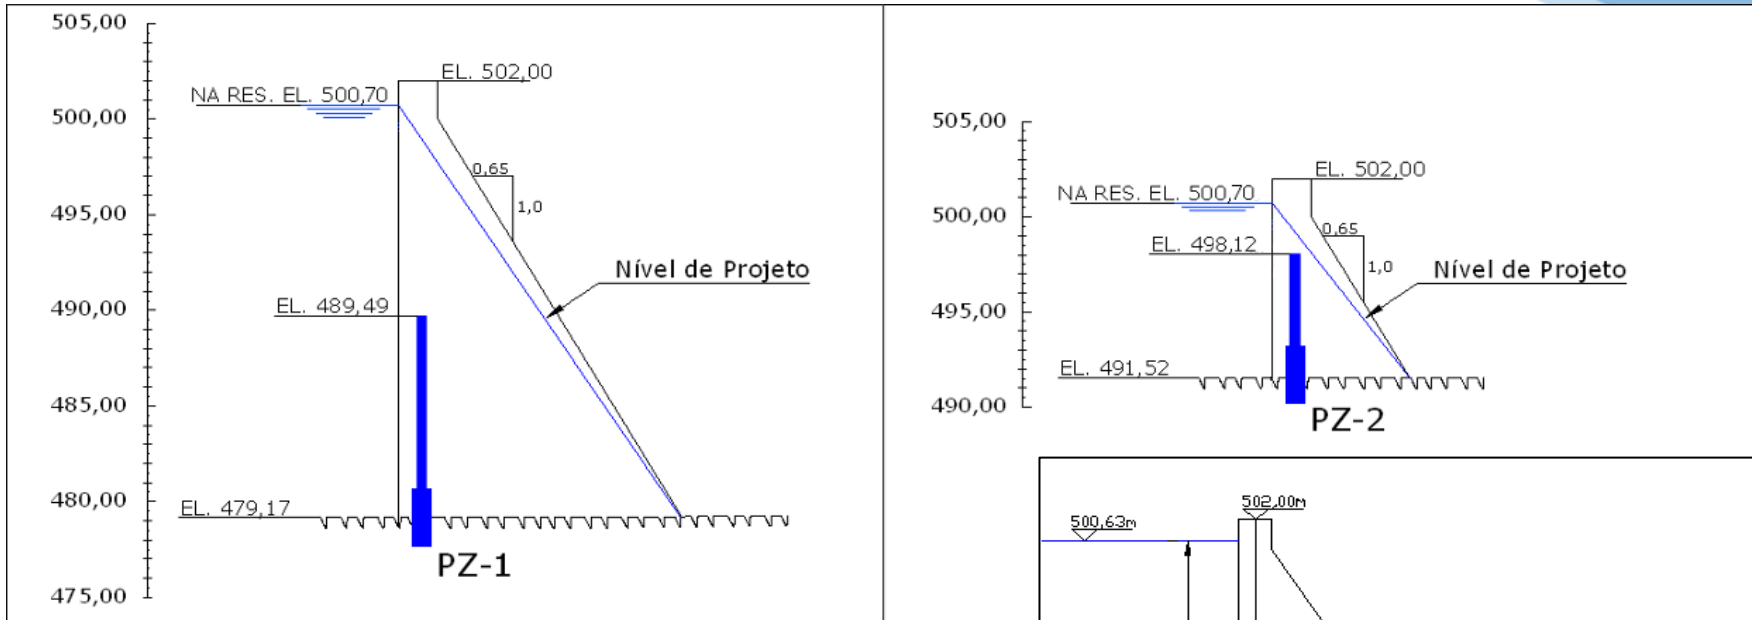 505,00
500,00
495,00
490,00
485,00
480,00
475,00
EL. 502,00
NA RES. EL. 500,70
0,65
1,0
Nível de Projeto
EL. 489,49
EL. 479,17
PZ-1
505,00
500,00
495,00
490,00
EL. 502,00
NA RES. EL. 500,70
0,65
EL. 498,12
1,0
Nível de Projeto
EL. 491,52
PZ-2
502,00m
500,63m